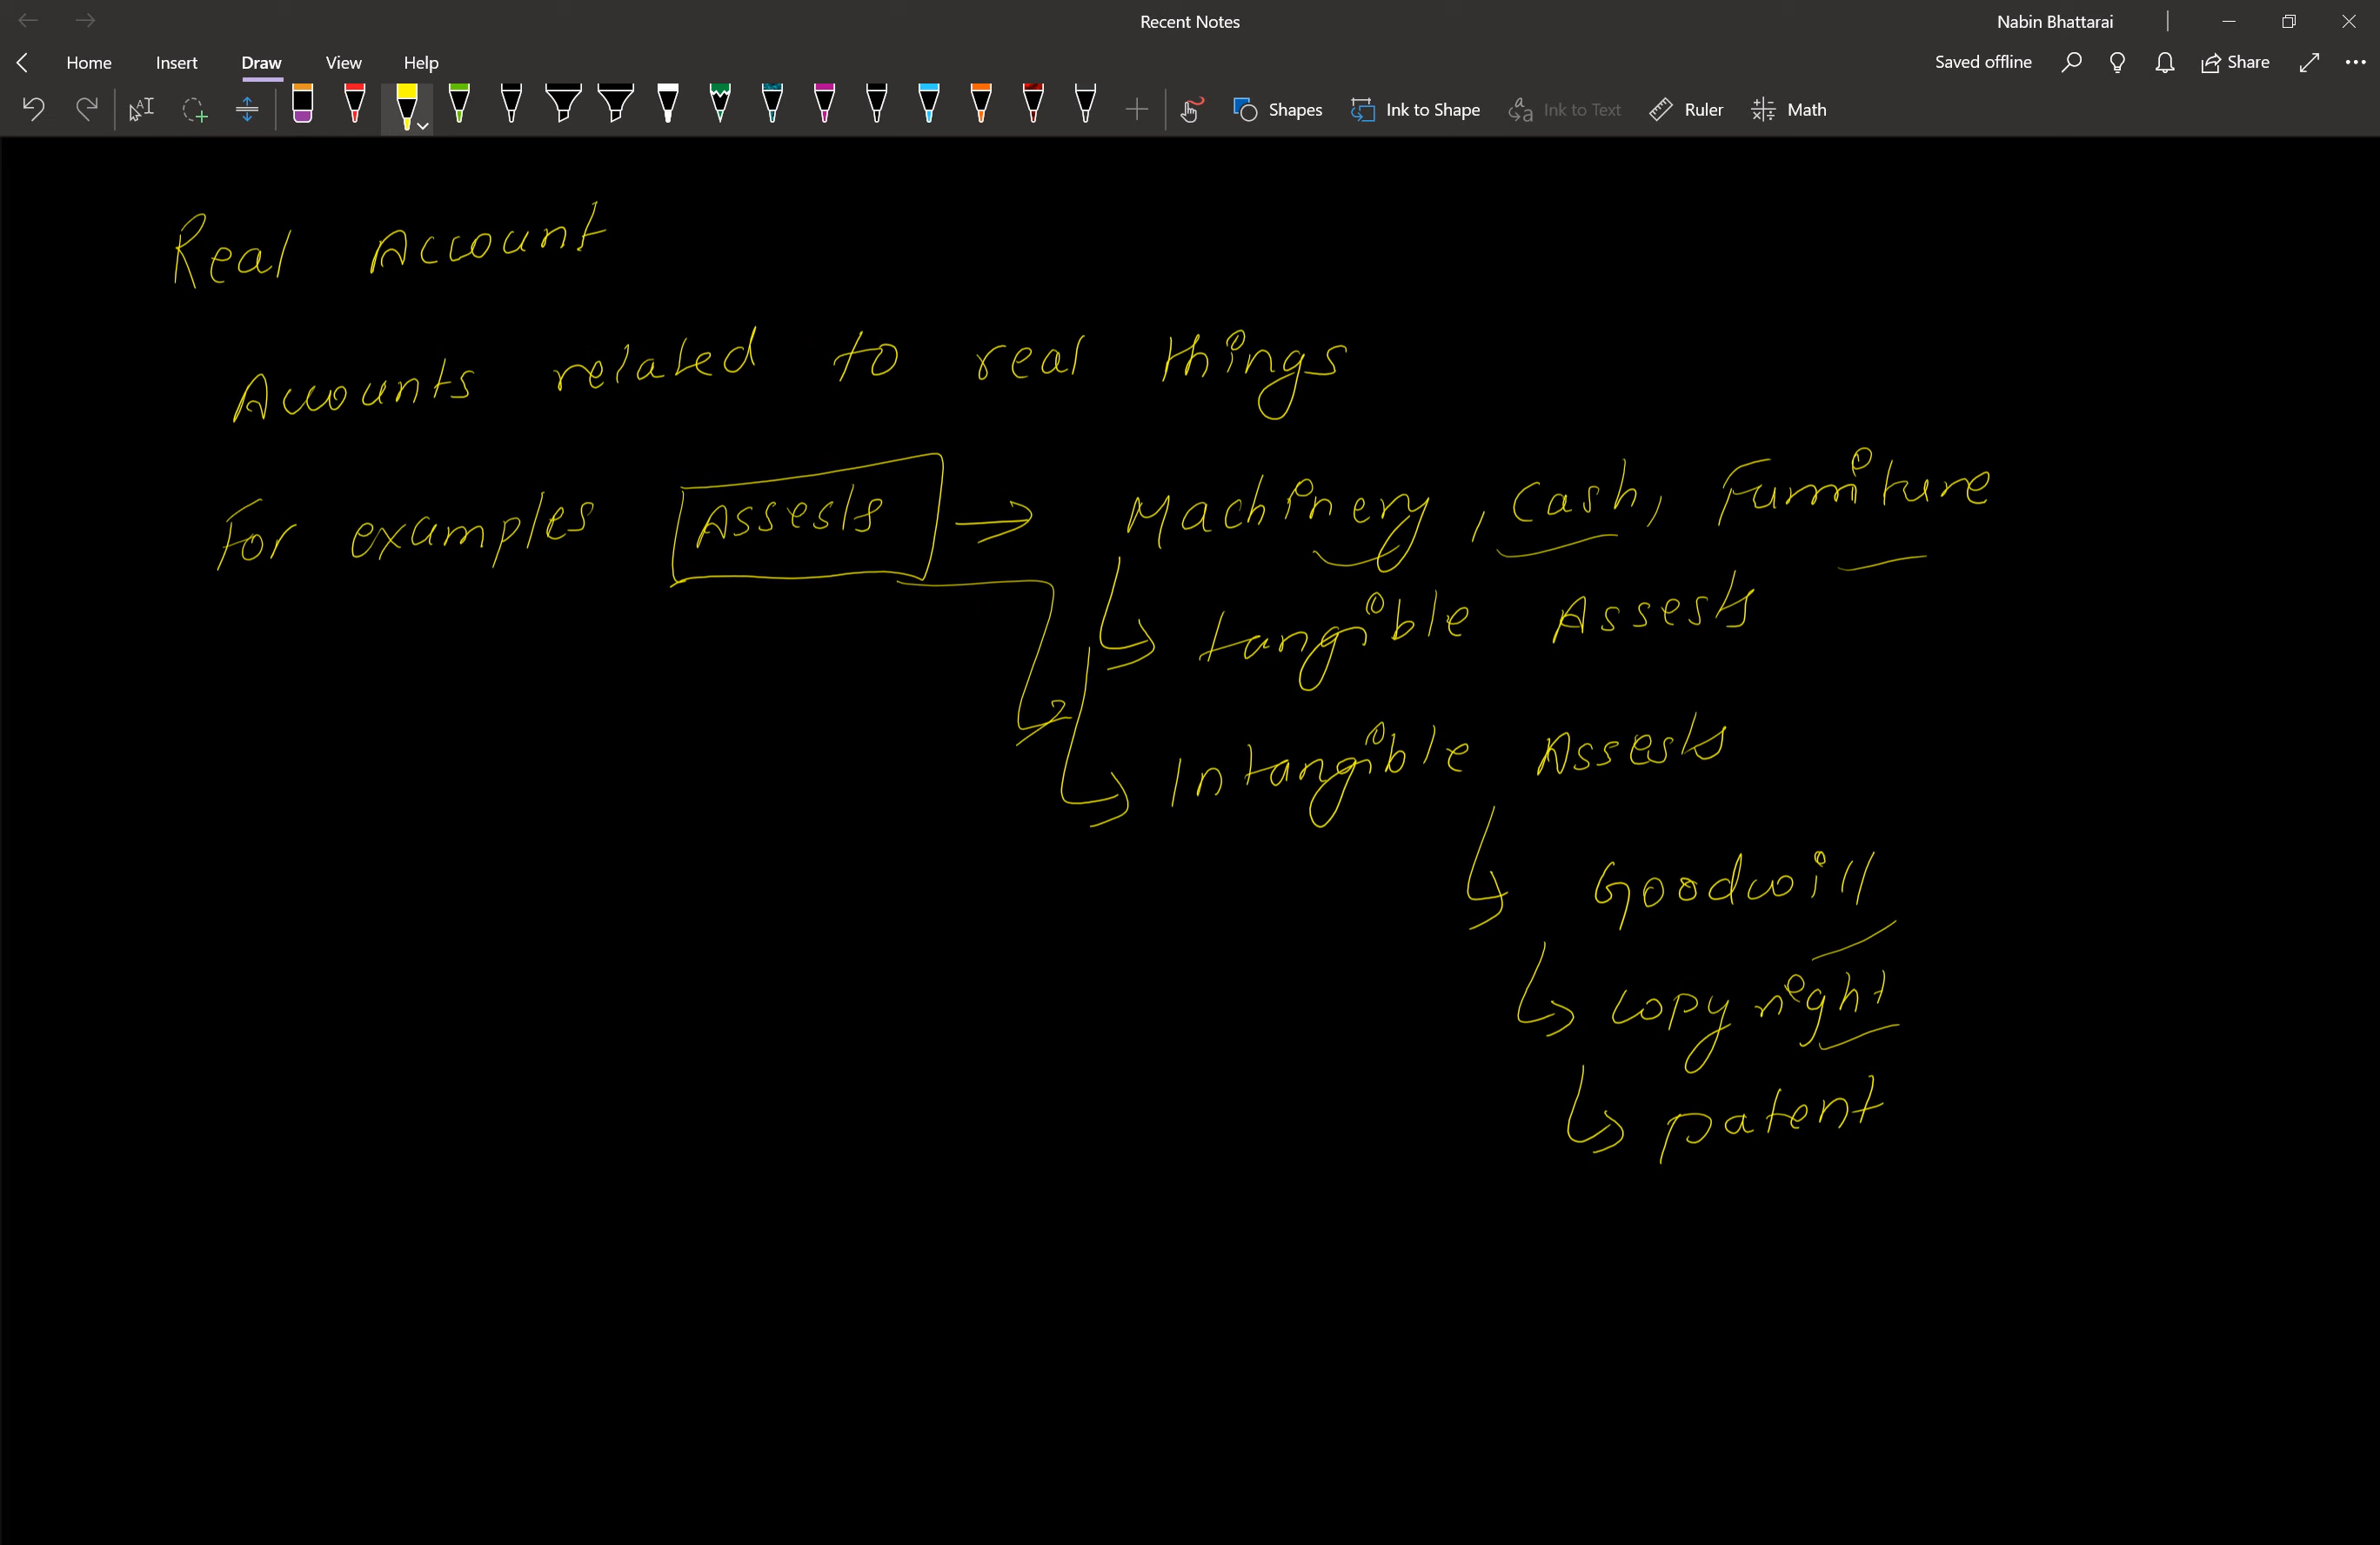 Recent Notes
Nabin Bhattarai
Home Insert Draw View Help
Saved offline
Share
Shapes Ink to Shape Ink to Text Ruler Math
Real Account
Accounts related to real things
For examples Assests → Machinery, Cash, Furniture
tangible Assests
Intangible Assests
Goodwill
copy right
patent